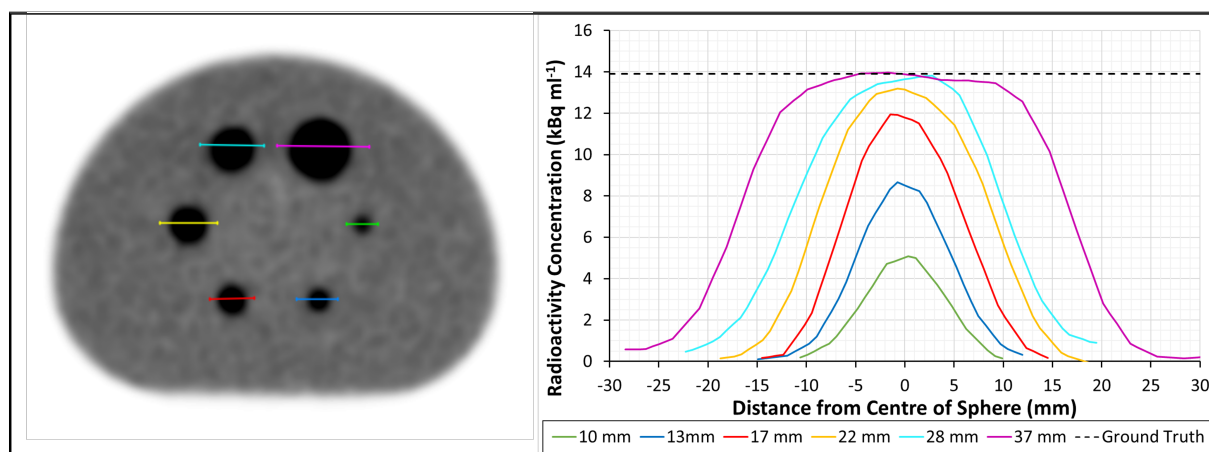 Radioactivity Concentration (kBq ml-1)
16
14
12
10
8
6
4
2
0
-30 -25 -20 -15 -10 -5 0 5 10 15 20 25 30
Distance from Centre of Sphere (mm)
10 mm 13mm 17 mm 22 mm 28 mm 37 mm Ground Truth